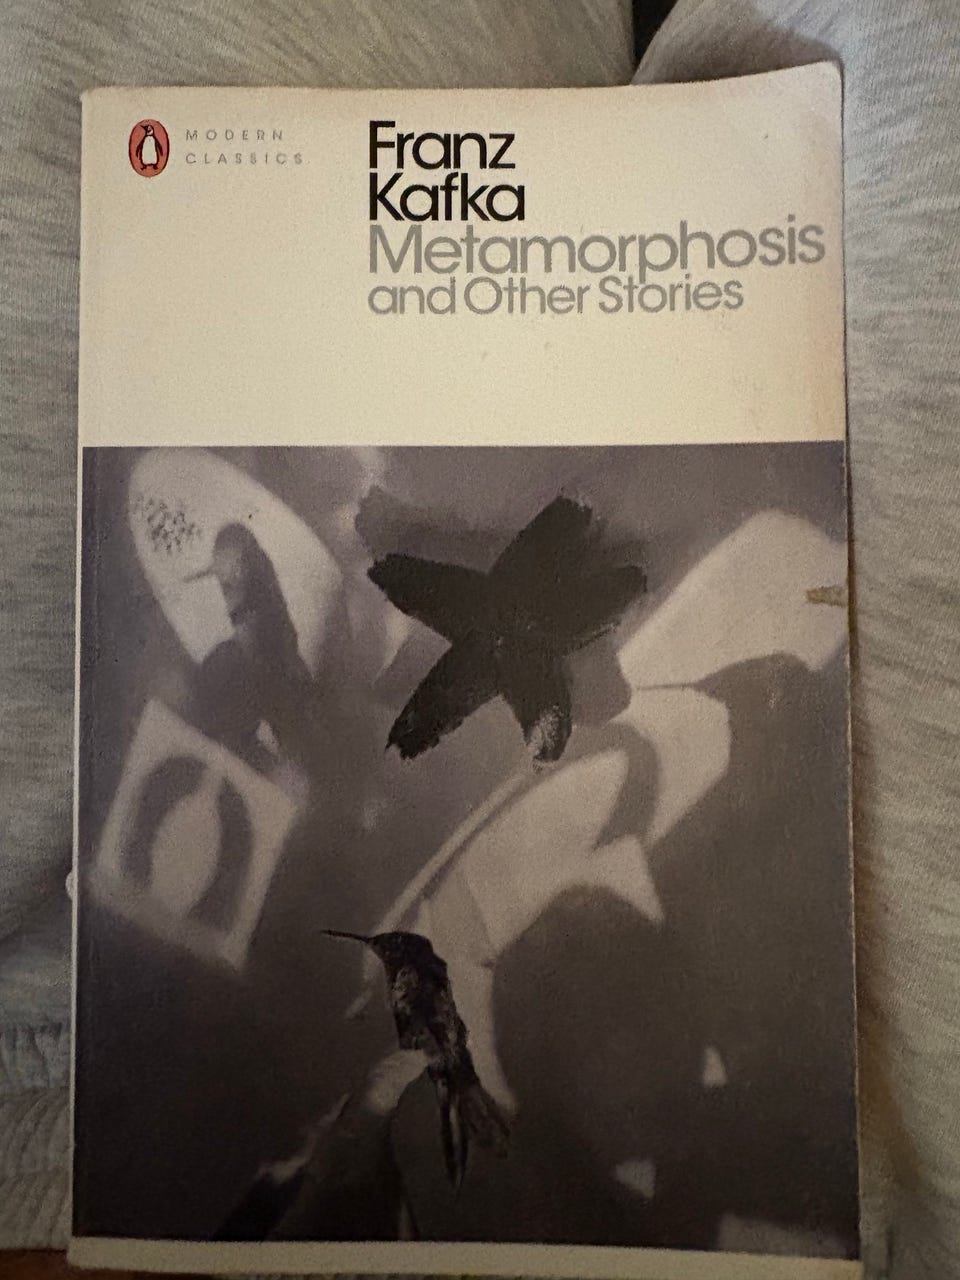 MODERN
CLASSICS
Franz
Kafka
Metamorphosis
and Other Stories